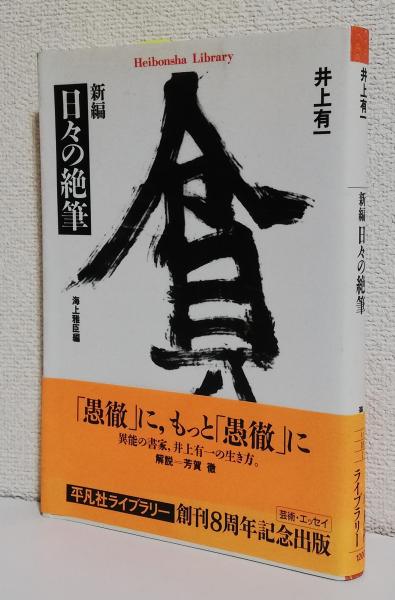 Heibonsha Library
井上有一
新編
日々の絶筆
海上雅臣編
貧
「愚徹」に，もっと「愚徹」に
異能の書家，井上有一の生き方。
解説＝芳賀 徹
平凡社ライブラリー
創刊8周年記念出版
芸術・エッセイ
井上有一
新編 日々の絶筆
ライブラリー